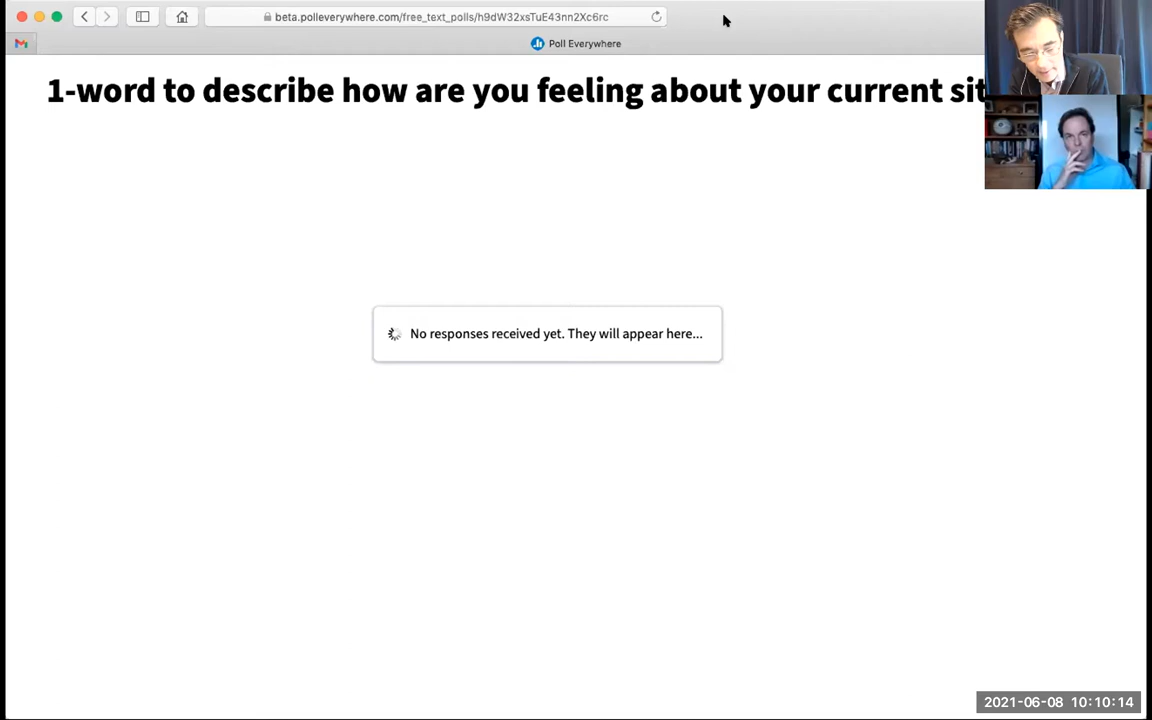 beta.polleverywhere.com/free_text_polls/h9dW32xsTuE43nn2Xc6rc
Poll Everywhere
1-word to describe how are you feeling about your current sit
No responses received yet. They will appear here...
2021-06-08 10:10:14